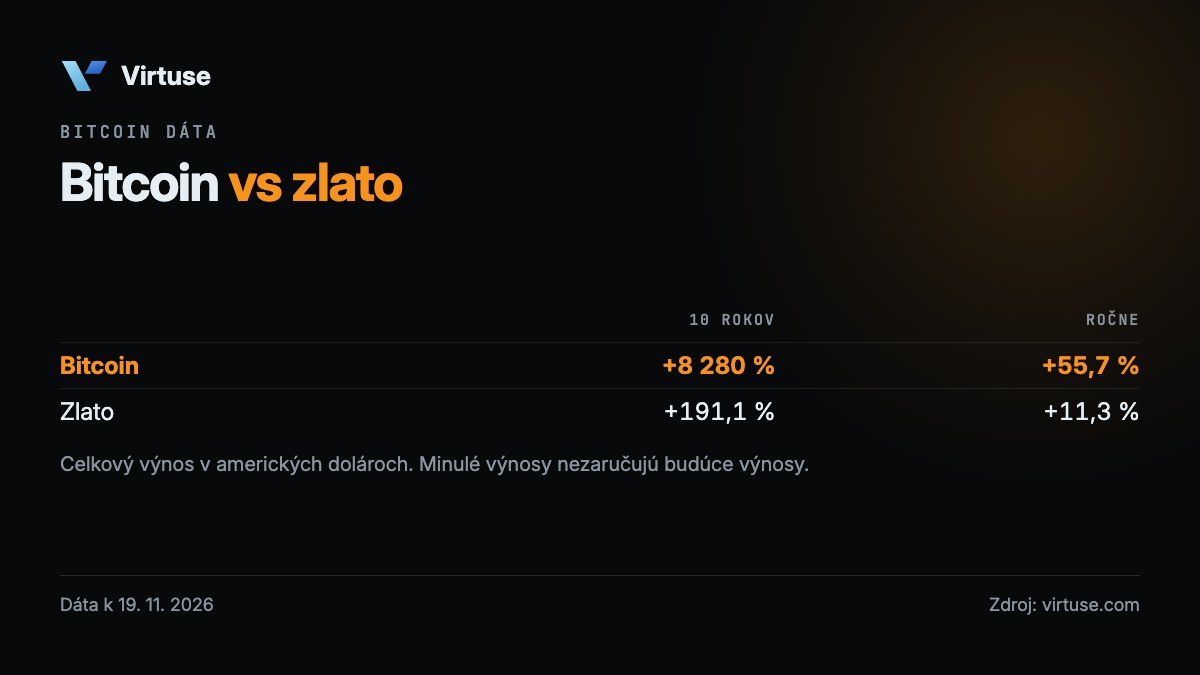 Virtuse
BITCOIN DÁTA
Bitcoin vs zlato
10 ROKOV ROČNE
Bitcoin +8 280 % +55,7 %
Zlato +191,1 % +11,3 %
Celkový výnos v amerických dolároch. Minulé výnosy nezaručujú budúce výnosy.
Dáta k 19. 11. 2026 Zdroj: virtuse.com